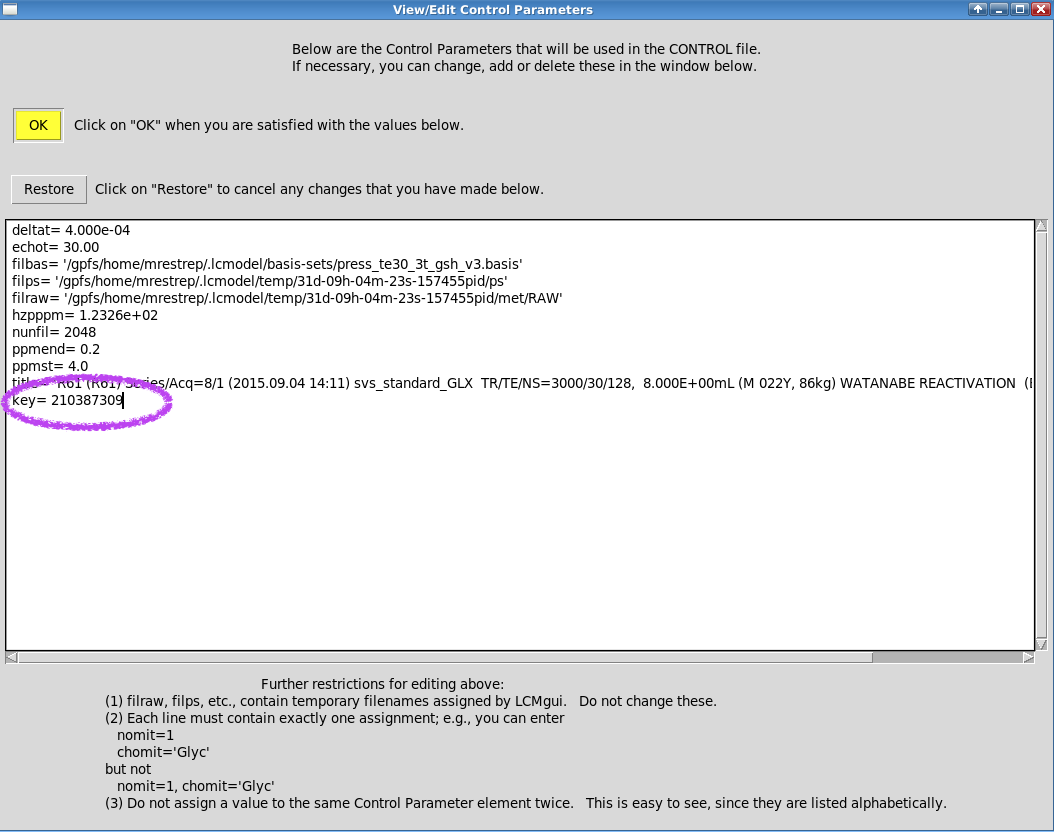 View/Edit Control Parameters
Below are the Control Parameters that will be used in the CONTROL file.
If necessary, you can change, add or delete these in the window below.
OK Click on "OK" when you are satisfied with the values below.
Restore Click on "Restore" to cancel any changes that you have made below.
deltat= 4.000e-04
echot= 30.00
filbas= '/gpfs/home/mrestrep/.lcmodel/basis-sets/press_te30_3t_gsh_v3.basis'
filps= '/gpfs/home/mrestrep/.lcmodel/temp/31d-09h-04m-23s-157455pid/ps'
filraw= '/gpfs/home/mrestrep/.lcmodel/temp/31d-09h-04m-23s-157455pid/met/RAW'
hzpppm= 1.2326e+02
nunfil= 2048
ppmend= 0.2
ppmst= 4.0
title= 'R61 (R61) Series/Acq=8/1 (2015.09.04 14:11) svs_standard_GLX  TR/TE/NS=3000/30/128,  8.000E+00mL (M 022Y, 86kg) WATANABE REACTIVATION
key= 210387309
Further restrictions for editing above:
(1) filraw, filps, etc., contain temporary filenames assigned by LCMgui.   Do not change these.
(2) Each line must contain exactly one assignment; e.g., you can enter
nomit=1
chomit='Glyc'
but not
nomit=1, chomit='Glyc'
(3) Do not assign a value to the same Control Parameter element twice.   This is easy to see, since they are listed alphabetically.